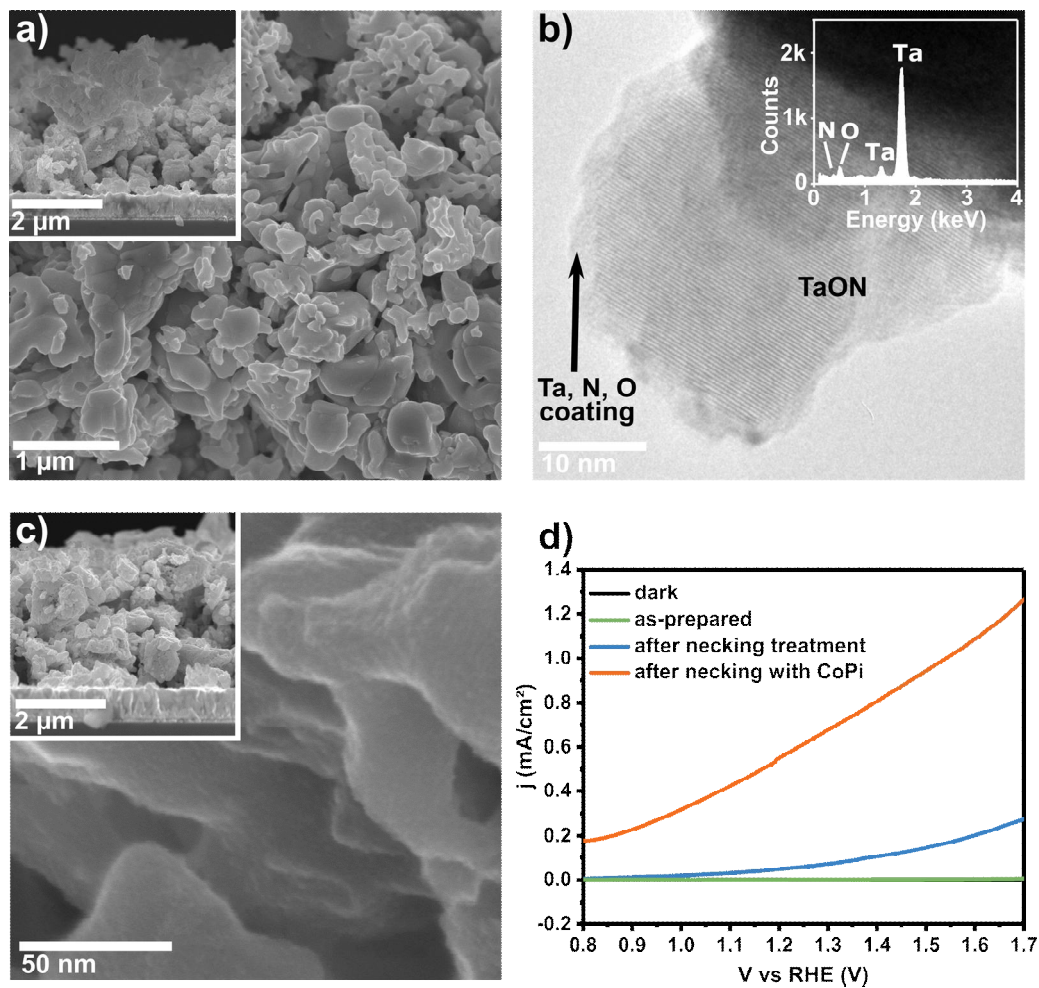 a)
2 µm
1 µm
b)
2k
1k
0
Counts
N
O
Ta
Ta
0
1
2
3
4
Energy (keV)
TaON
Ta, N, O
coating
10 nm
c)
2 µm
50 nm
d)
1.4
1.2
1.0
0.8
0.6
0.4
0.2
0.0
-0.2
j (mA/cm²)
dark
as-prepared
after necking treatment
after necking with CoPi
0.8
0.9
1.0
1.1
1.2
1.3
1.4
1.5
1.6
1.7
V vs RHE (V)